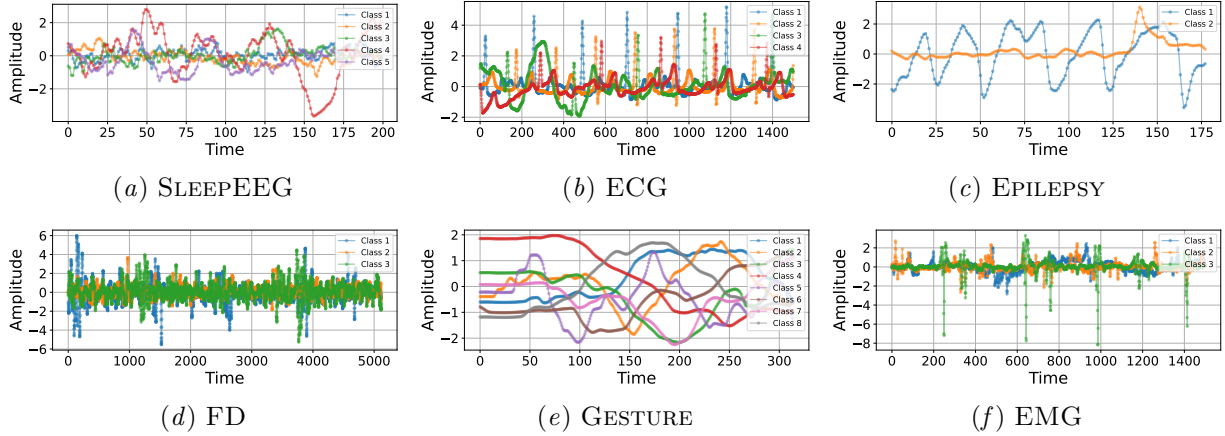 Amplitude
2
0
−2
0 25 50 75 100 125 150 175 200
Time
Class 1
Class 2
Class 3
Class 4
Class 5
(a) SLEEPEEG
Amplitude
4
2
0
−2
0 200 400 600 800 1000 1200 1400
Time
Class 1
Class 2
Class 3
Class 4
(b) ECG
Amplitude
3
2
1
0
−1
−2
−3
0 25 50 75 100 125 150 175
Time
Class 1
Class 2
(c) EPILEPSY
Amplitude
6
4
2
0
−2
−4
−6
0 1000 2000 3000 4000 5000
Time
Class 1
Class 2
Class 3
(d) FD
Amplitude
2
1
0
−1
−2
0 50 100 150 200 250 300
Time
Class 1
Class 2
Class 3
Class 4
Class 5
Class 6
Class 7
Class 8
(e) GESTURE
Amplitude
2
0
−2
−4
−6
−8
0 200 400 600 800 1000 1200 1400
Time
Class 1
Class 2
Class 3
(f) EMG